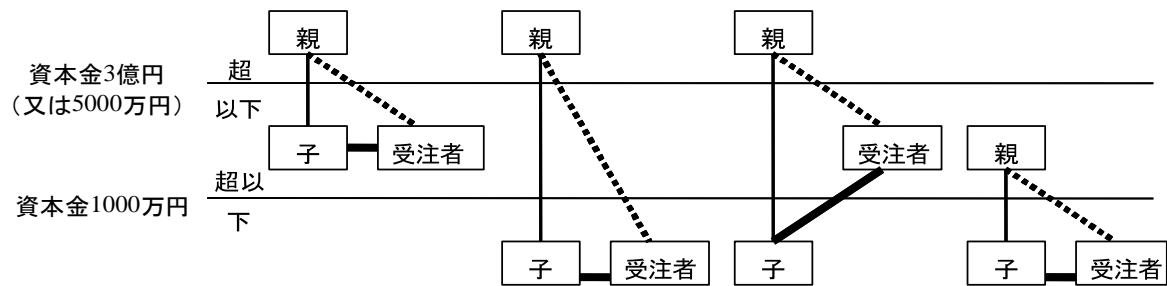 親 親 親
資本金3億円
（又は5000万円）
超
以下
子 受注者 受注者 親
資本金1000万円
超以
下
子 受注者 子 子 受注者